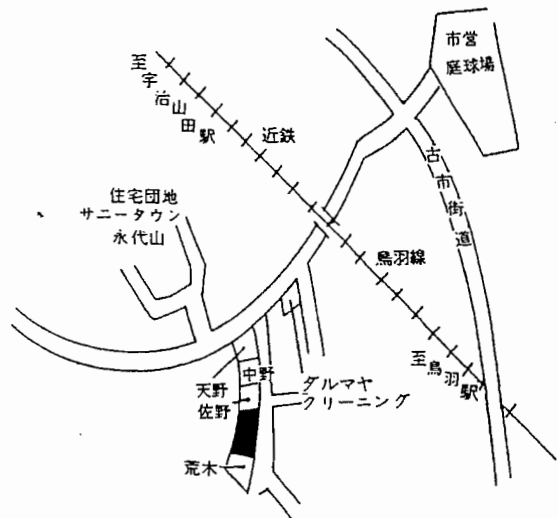 市営
庭球場
至宇治山田駅
近鉄
古市街道
住宅団地
サニータウン
永代山
鳥羽線
至鳥羽駅
天野
中野
佐野
ダルマヤ
クリーニング
荒木